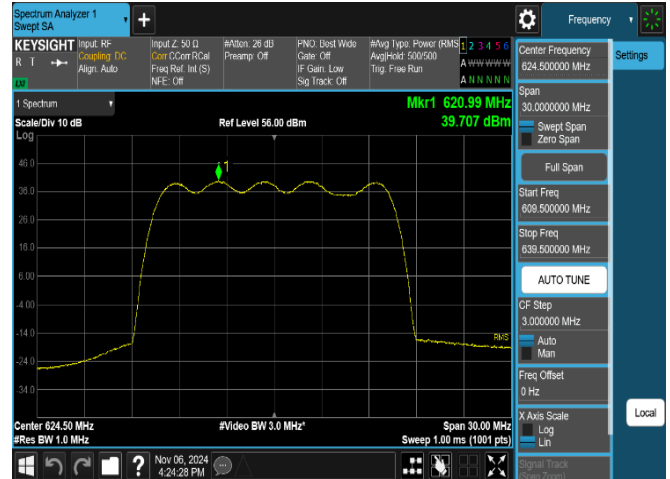 Spectrum Analyzer 1
Swept SA
+
Frequency
KEYSIGHT
R T
LXI
Input: RF
Coupling: DC
Align: Auto
Input Z: 50 Ω
Corr CCorr RCal
Freq Ref: Int (S)
NFE: Off
#Atten: 26 dB
Preamp: Off
PNO: Best Wide
Gate: Off
IF Gain: Low
Sig Track: Off
#Avg Type: Power (RMS
Avg|Hold: 500/500
Trig: Free Run
1 2 3 4 5 6
A W W W W W
A N N N N N
Center Frequency
624.500000 MHz
Settings
Span
30.0000000 MHz
Swept Span
Zero Span
Full Span
Start Freq
609.500000 MHz
Stop Freq
639.500000 MHz
AUTO TUNE
CF Step
3.000000 MHz
Auto
Man
Freq Offset
0 Hz
X Axis Scale
Log
Lin
Signal Track
(Span Zoom)
Local
1 Spectrum
Scale/Div 10 dB
Log
Ref Level 56.00 dBm
Mkr1 620.99 MHz
39.707 dBm
1
46.0
36.0
26.0
16.0
6.00
-4.00
-14.0
-24.0
-34.0
RMS
Center 624.50 MHz
#Res BW 1.0 MHz
#Video BW 3.0 MHz*
Span 30.00 MHz
Sweep 1.00 ms (1001 pts)
?
Nov 06, 2024
4:24:28 PM